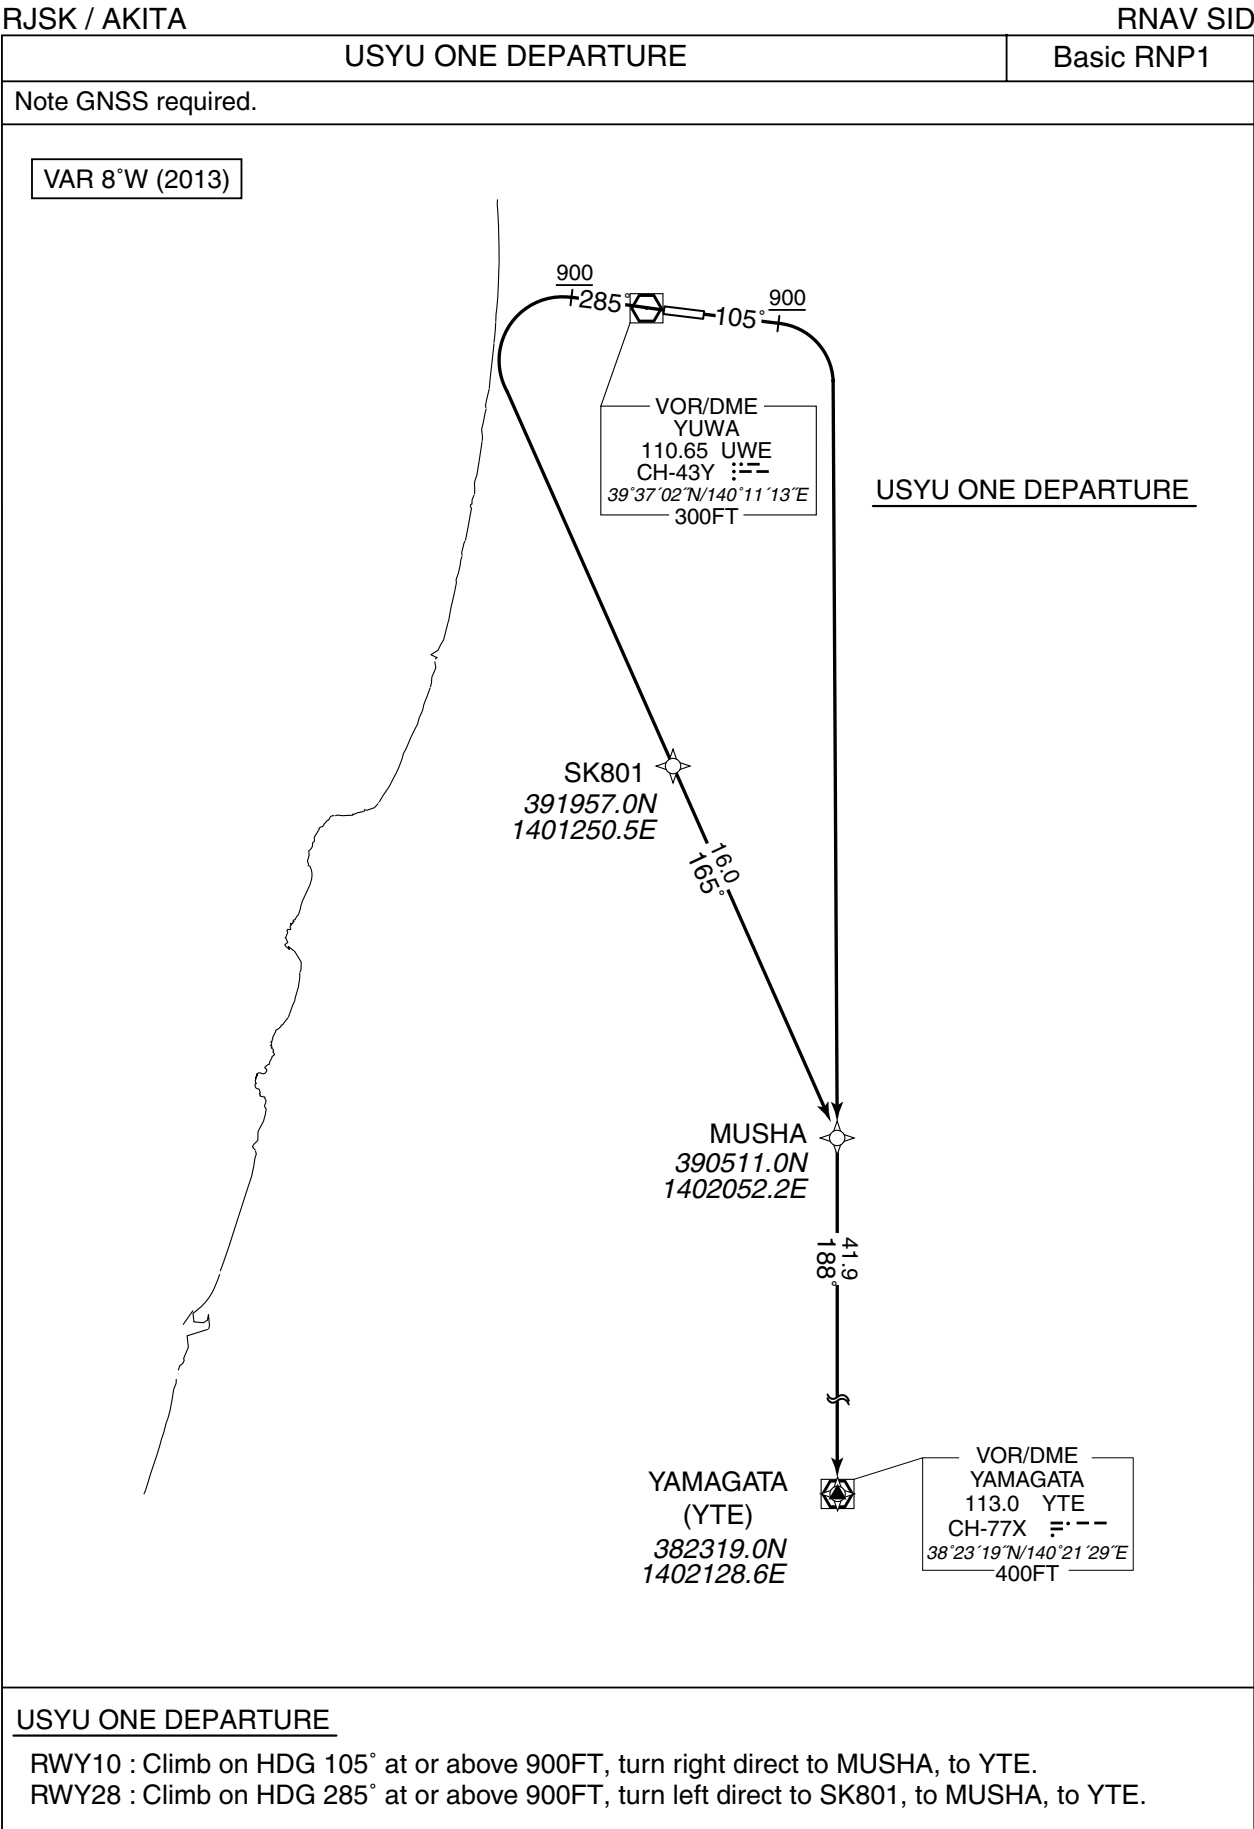 RJSK / AKITA
RNAV SID
USYU ONE DEPARTURE
Basic RNP1
Note GNSS required.
VAR 8˚W (2013)
900
285˚
105˚
900
VOR/DME
YUWA
110.65 UWE
CH-43Y
39˚37´02˝N/140˚11´13˝E
300FT
USYU ONE DEPARTURE
SK801
391957.0N
1401250.5E
16.0
165˚
MUSHA
390511.0N
1402052.2E
41.9
188˚
YAMAGATA
(YTE)
382319.0N
1402128.6E
VOR/DME
YAMAGATA
113.0 YTE
CH-77X
38˚23´19˝N/140˚21´29˝E
400FT
USYU ONE DEPARTURE
RWY10 : Climb on HDG 105˚ at or above 900FT, turn right direct to MUSHA, to YTE.
RWY28 : Climb on HDG 285˚ at or above 900FT, turn left direct to SK801, to MUSHA, to YTE.